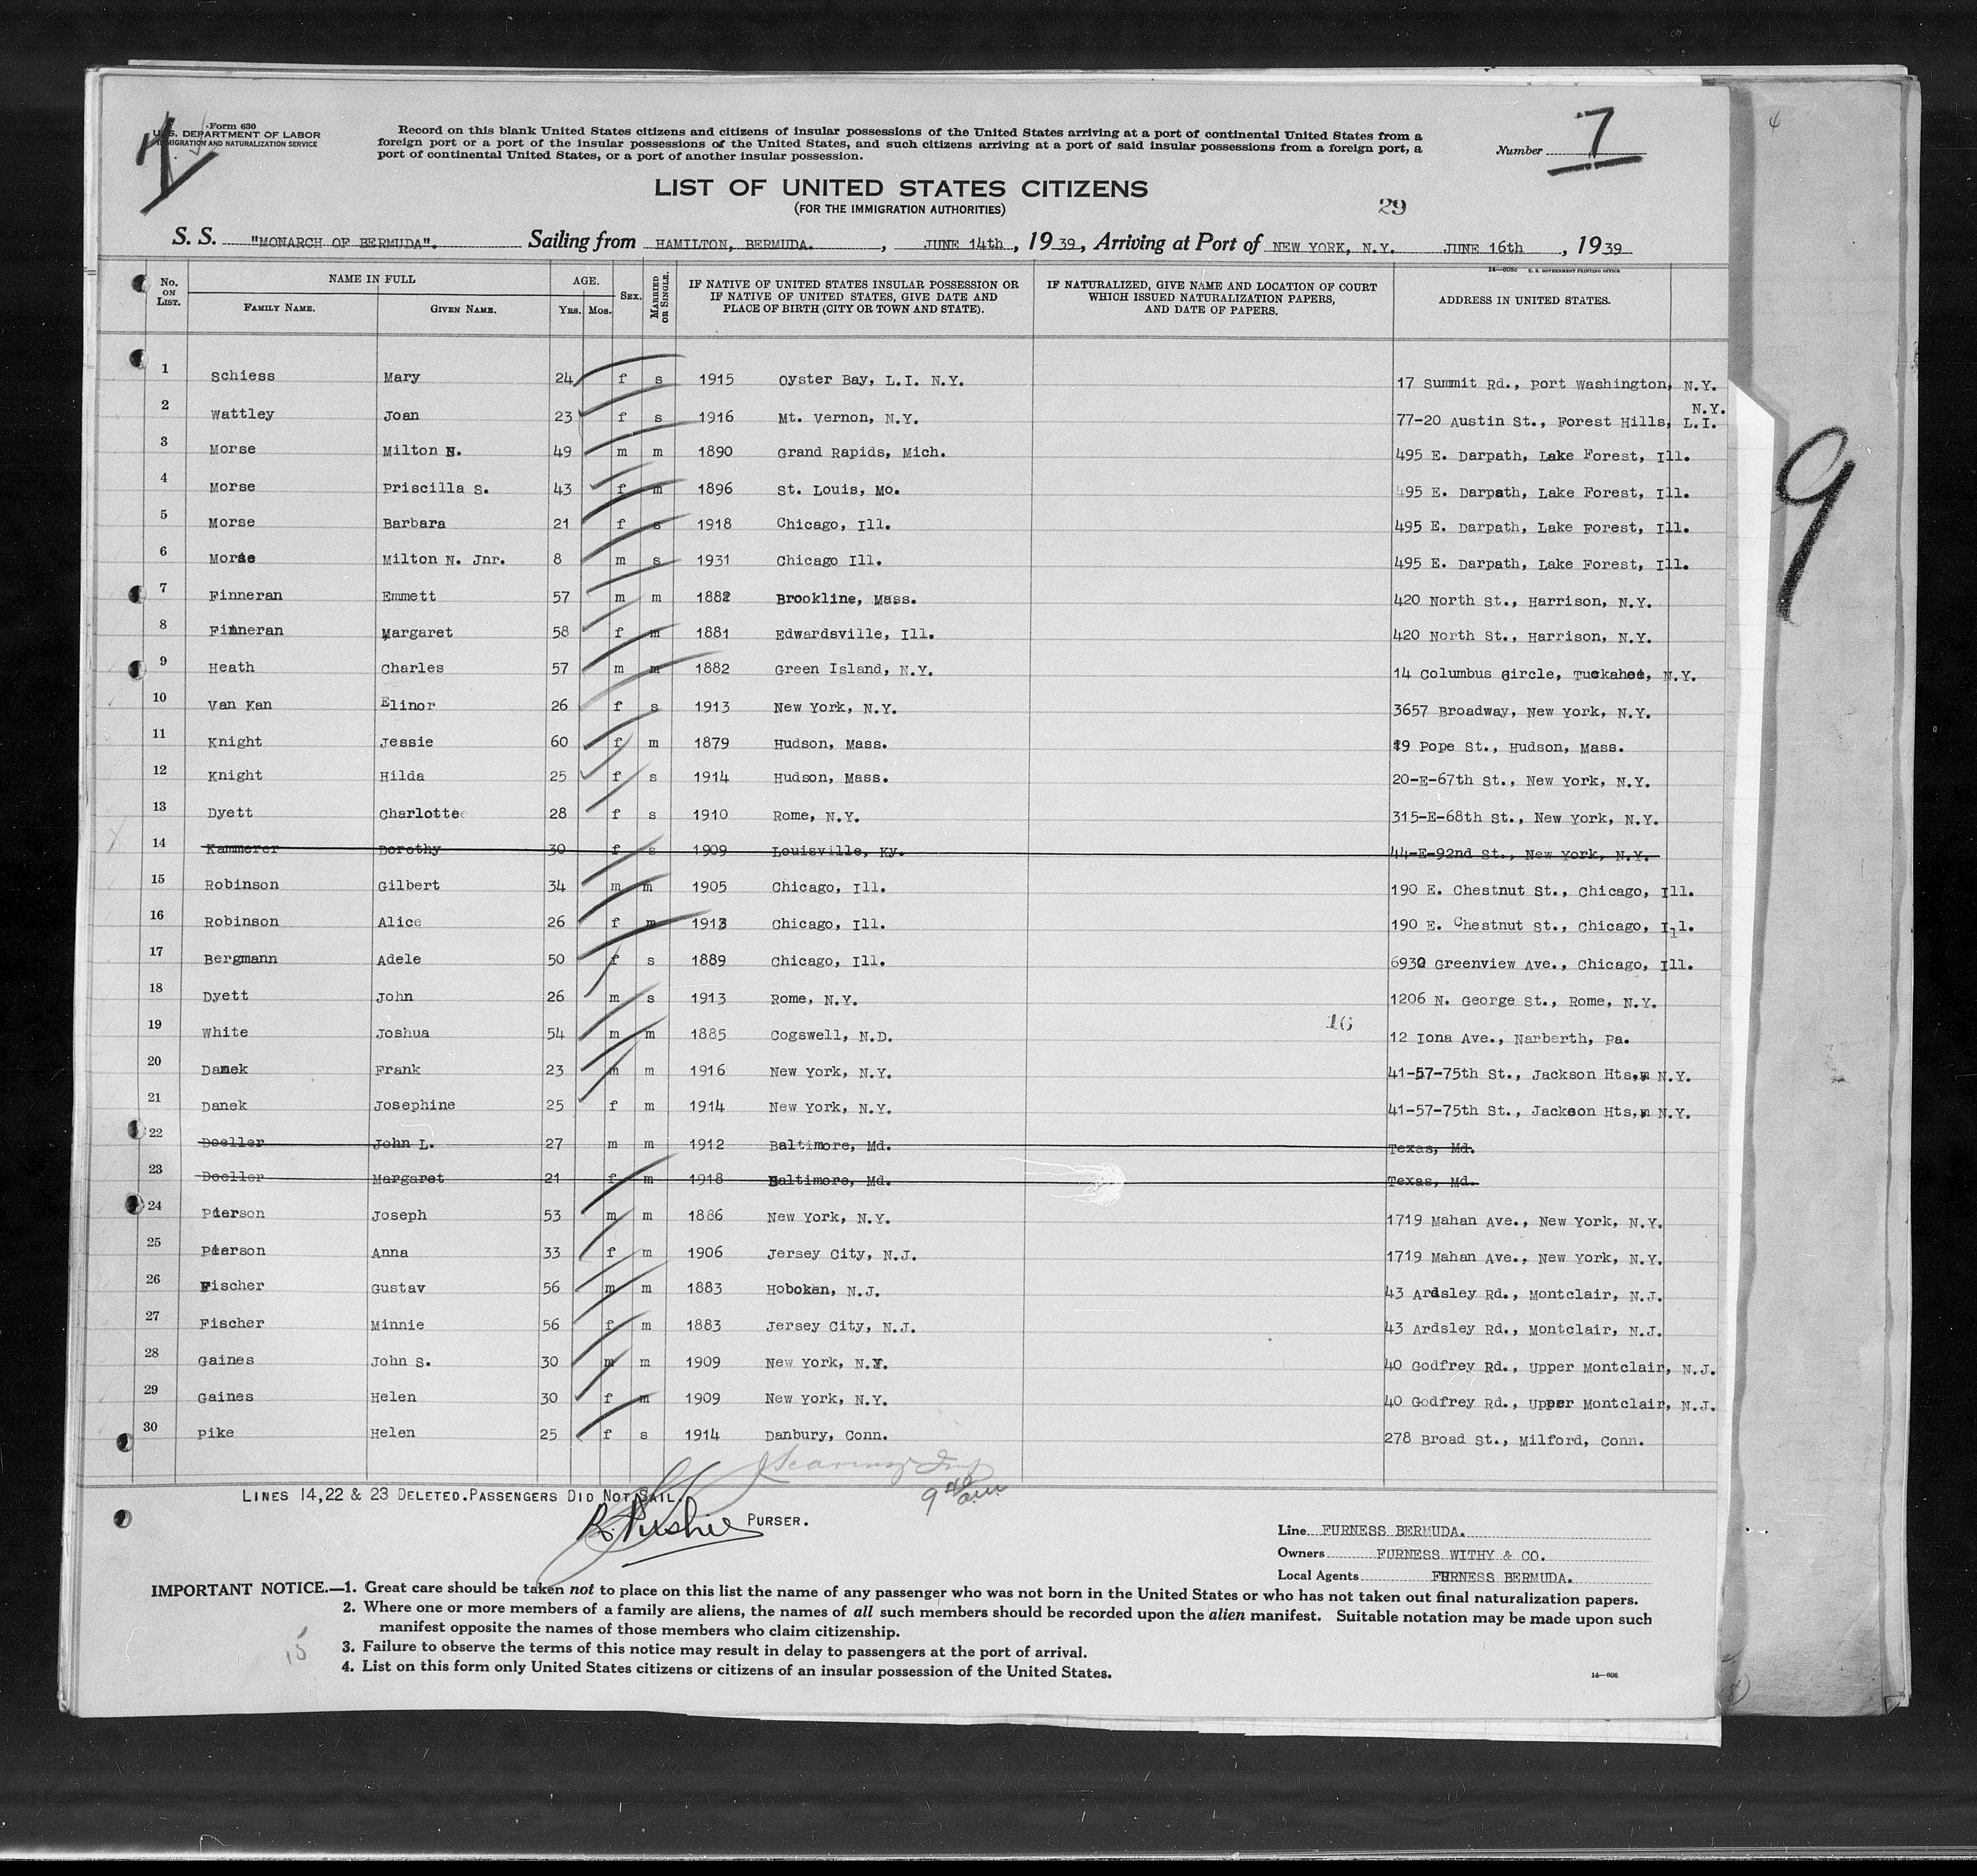 Form 630
U. S. DEPARTMENT OF LABOR
IMMIGRATION AND NATURALIZATION SERVICE
Record on this blank United States citizens and citizens of insular possessions of the United States arriving at a port of continental United States from a
foreign port or a port of the insular possessions of the United States, and such citizens arriving at a port of said insular possessions from a foreign port, a
port of continental United States, or a port of another insular possession.
Number 7
4
LIST OF UNITED STATES CITIZENS
(FOR THE IMMIGRATION AUTHORITIES)
29
S. S. "MONARCH OF BERMUDA". Sailing from HAMILTON, BERMUDA. , JUNE 14th , 1939, Arriving at Port of NEW YORK, N.Y. JUNE 16th , 1939
14—608c U. S. GOVERNMENT PRINTING OFFICE
No. ON LIST. NAME IN FULL FAMILY NAME. GIVEN NAME. AGE. YRS. MOS. SEX. MARRIED OR SINGLE. IF NATIVE OF UNITED STATES INSULAR POSSESSION OR IF NATIVE OF UNITED STATES, GIVE DATE AND PLACE OF BIRTH (CITY OR TOWN AND STATE). IF NATURALIZED, GIVE NAME AND LOCATION OF COURT WHICH ISSUED NATURALIZATION PAPERS, AND DATE OF PAPERS. ADDRESS IN UNITED STATES.
1 Schiess Mary 24 f s 1915 Oyster Bay, L.I. N.Y. 17 Summit Rd., Port Washington, N.Y.
2 Wattley Joan 23 f s 1916 Mt. Vernon, N.Y. 77-20 Austin St., Forest Hills, L.I. N.Y.
3 Morse Milton N. 49 m m 1890 Grand Rapids, Mich. 495 E. Darpath, Lake Forest, Ill.
4 Morse Priscilla S. 43 f m 1896 St. Louis, Mo. 495 E. Darpath, Lake Forest, Ill.
5 Morse Barbara 21 f s 1918 Chicago, Ill. 495 E. Darpath, Lake Forest, Ill.
6 Morse Milton N. Jnr. 8 m s 1931 Chicago Ill. 495 E. Darpath, Lake Forest, Ill.
7 Finneran Emmett 57 m m 1882 Brookline, Mass. 420 North St., Harrison, N.Y.
8 Finneran Margaret 58 f m 1881 Edwardsville, Ill. 420 North St., Harrison, N.Y.
9 Heath Charles 57 m m 1882 Green Island, N.Y. 14 Columbus Circle, Tuckahoe, N.Y.
10 Van Kan Elinor 26 f s 1913 New York, N.Y. 3657 Broadway, New York, N.Y.
11 Knight Jessie 60 f m 1879 Hudson, Mass. 19 Pope St., Hudson, Mass.
12 Knight Hilda 25 f s 1914 Hudson, Mass. 20-E-67th St., New York, N.Y.
13 Dyett Charlotte 28 f s 1910 Rome, N.Y. 315-E-68th St., New York, N.Y.
14 Kammerer Dorothy 30 f s 1909 Louisville, Ky. 44-E-92nd St., New York, N.Y.
15 Robinson Gilbert 34 m m 1905 Chicago, Ill. 190 E. Chestnut St., Chicago, Ill.
16 Robinson Alice 26 f m 1913 Chicago, Ill. 190 E. Chestnut St., Chicago, Ill.
17 Bergmann Adele 50 f s 1889 Chicago, Ill. 6930 Greenview Ave., Chicago, Ill.
18 Dyett John 26 m s 1913 Rome, N.Y. 1206 N. George St., Rome, N.Y.
16
19 White Joshua 54 m m 1885 Cogswell, N.D. 12 Iona Ave., Narberth, Pa.
20 Danek Frank 23 m m 1916 New York, N.Y. 41-57-75th St., Jackson Hts., N.Y.
21 Danek Josephine 25 f m 1914 New York, N.Y. 41-57-75th St., Jackson Hts., N.Y.
22 Doeller John L. 27 m m 1912 Baltimore, Md. Texas, Md.
23 Doeller Margaret 21 f m 1918 Baltimore, Md. Texas, Md.
24 Pierson Joseph 53 m m 1886 New York, N.Y. 1719 Mahan Ave., New York, N.Y.
25 Pierson Anna 33 f m 1906 Jersey City, N.J. 1719 Mahan Ave., New York, N.Y.
26 Fischer Gustav 56 m m 1883 Hoboken, N.J. 43 Ardsley Rd., Montclair, N.J.
27 Fischer Minnie 56 f m 1883 Jersey City, N.J. 43 Ardsley Rd., Montclair, N.J.
28 Gaines John S. 30 m m 1909 New York, N.Y. 40 Godfrey Rd., Upper Montclair, N.J.
29 Gaines Helen 30 f m 1909 New York, N.Y. 40 Godfrey Rd., Upper Montclair, N.J.
30 Pike Helen 25 f s 1914 Danbury, Conn. 278 Broad St., Milford, Conn.
9
LINES 14,22 & 23 DELETED.PASSENGERS DID NOT SAIL.
PURSER.
Line FURNESS BERMUDA.
Owners FURNESS WITHY & CO.
Local Agents FURNESS BERMUDA.
IMPORTANT NOTICE.—1. Great care should be taken not to place on this list the name of any passenger who was not born in the United States or who has not taken out final naturalization papers.
2. Where one or more members of a family are aliens, the names of all such members should be recorded upon the alien manifest. Suitable notation may be made upon such
manifest opposite the names of those members who claim citizenship.
3. Failure to observe the terms of this notice may result in delay to passengers at the port of arrival.
4. List on this form only United States citizens or citizens of an insular possession of the United States.
15
14—608